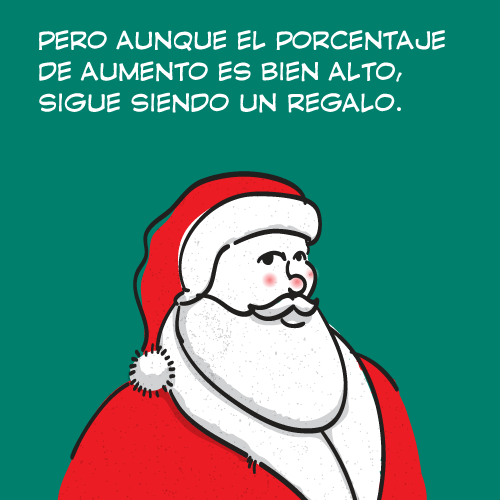 PERO AUNQUE EL PORCENTAJE
DE AUMENTO ES BIEN ALTO,
SIGUE SIENDO UN REGALO.